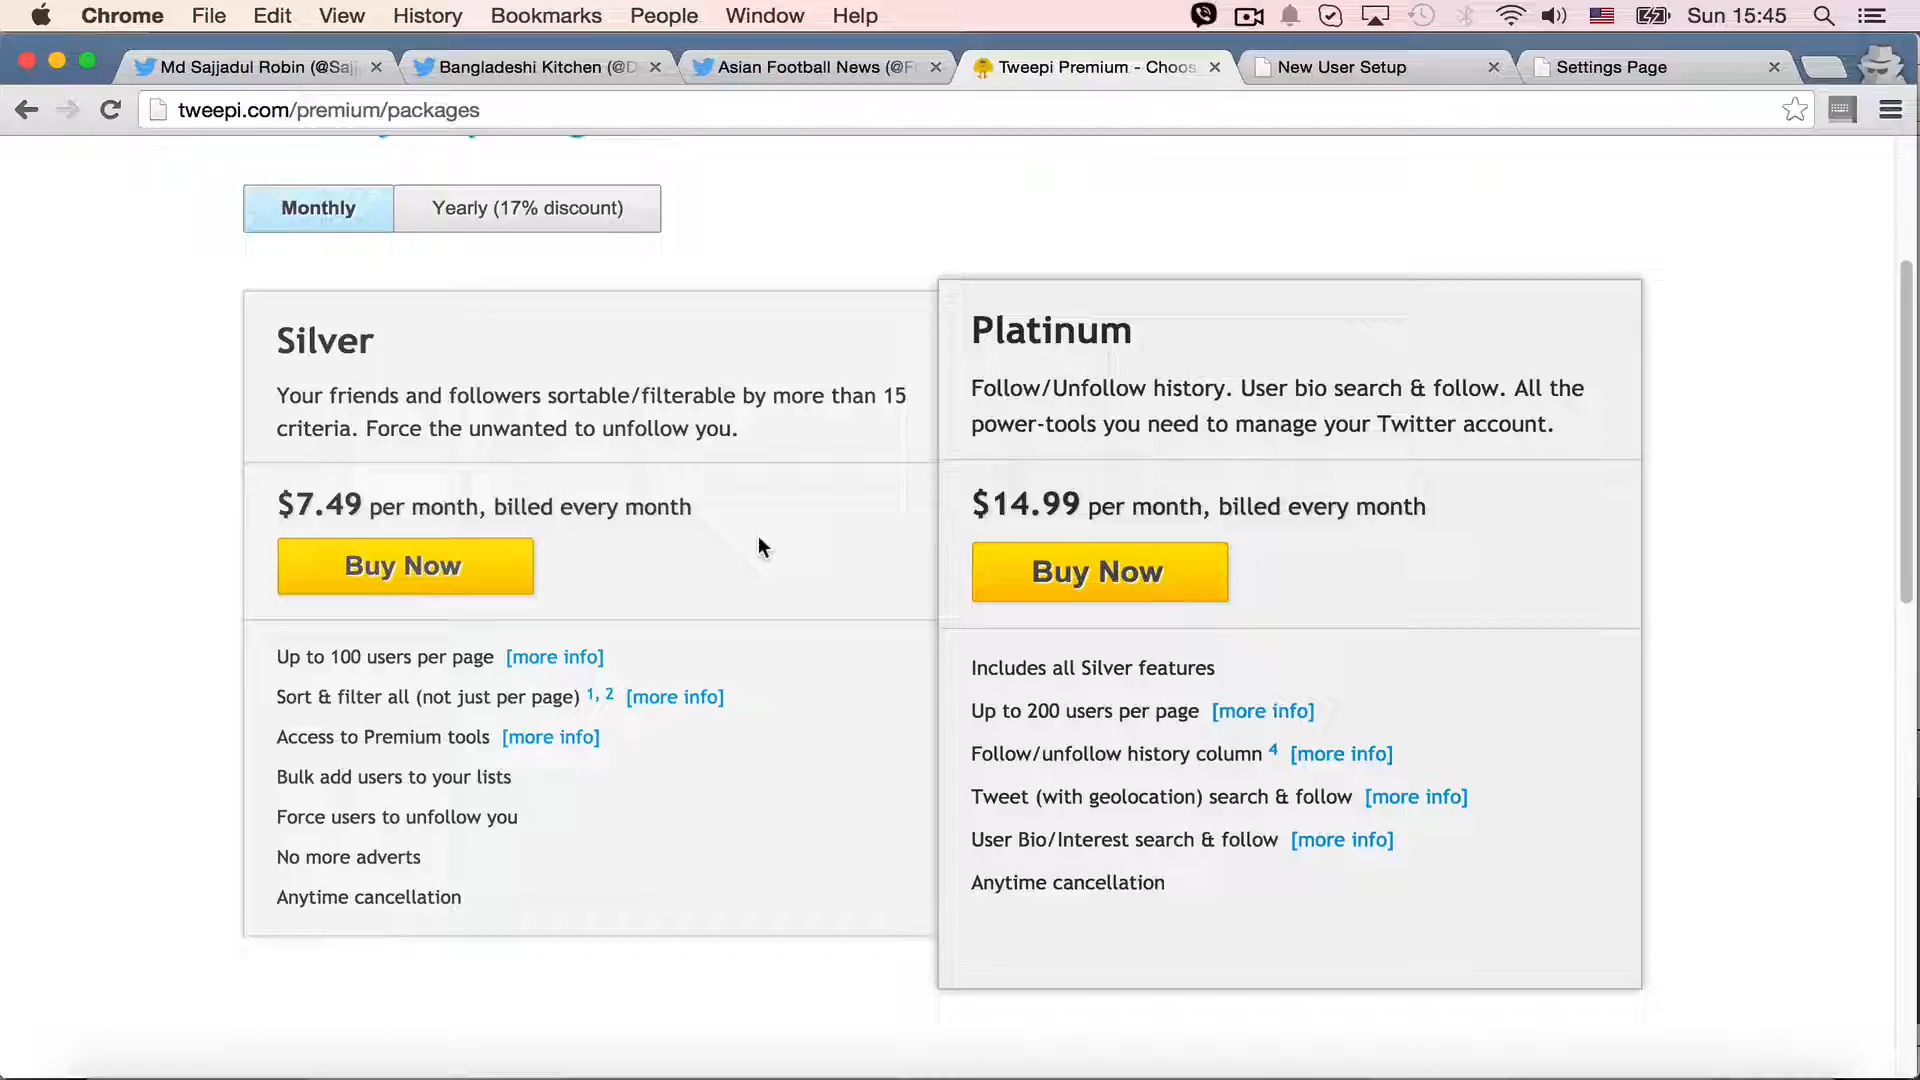 Chrome File Edit View History Bookmarks People Window Help Sun 15:45
Md Sajjadul Robin (@Saj Bangladeshi Kitchen (@D Asian Football News (@F Tweepi Premium - Choos New User Setup Settings Page
tweepi.com/premium/packages
Monthly Yearly (17% discount)
Silver
Your friends and followers sortable/filterable by more than 15
criteria. Force the unwanted to unfollow you.
$7.49 per month, billed every month
Buy Now
Up to 100 users per page [more info]
Sort & filter all (not just per page) 1, 2 [more info]
Access to Premium tools [more info]
Bulk add users to your lists
Force users to unfollow you
No more adverts
Anytime cancellation
Platinum
Follow/Unfollow history. User bio search & follow. All the
power-tools you need to manage your Twitter account.
$14.99 per month, billed every month
Buy Now
Includes all Silver features
Up to 200 users per page [more info]
Follow/unfollow history column 4 [more info]
Tweet (with geolocation) search & follow [more info]
User Bio/Interest search & follow [more info]
Anytime cancellation